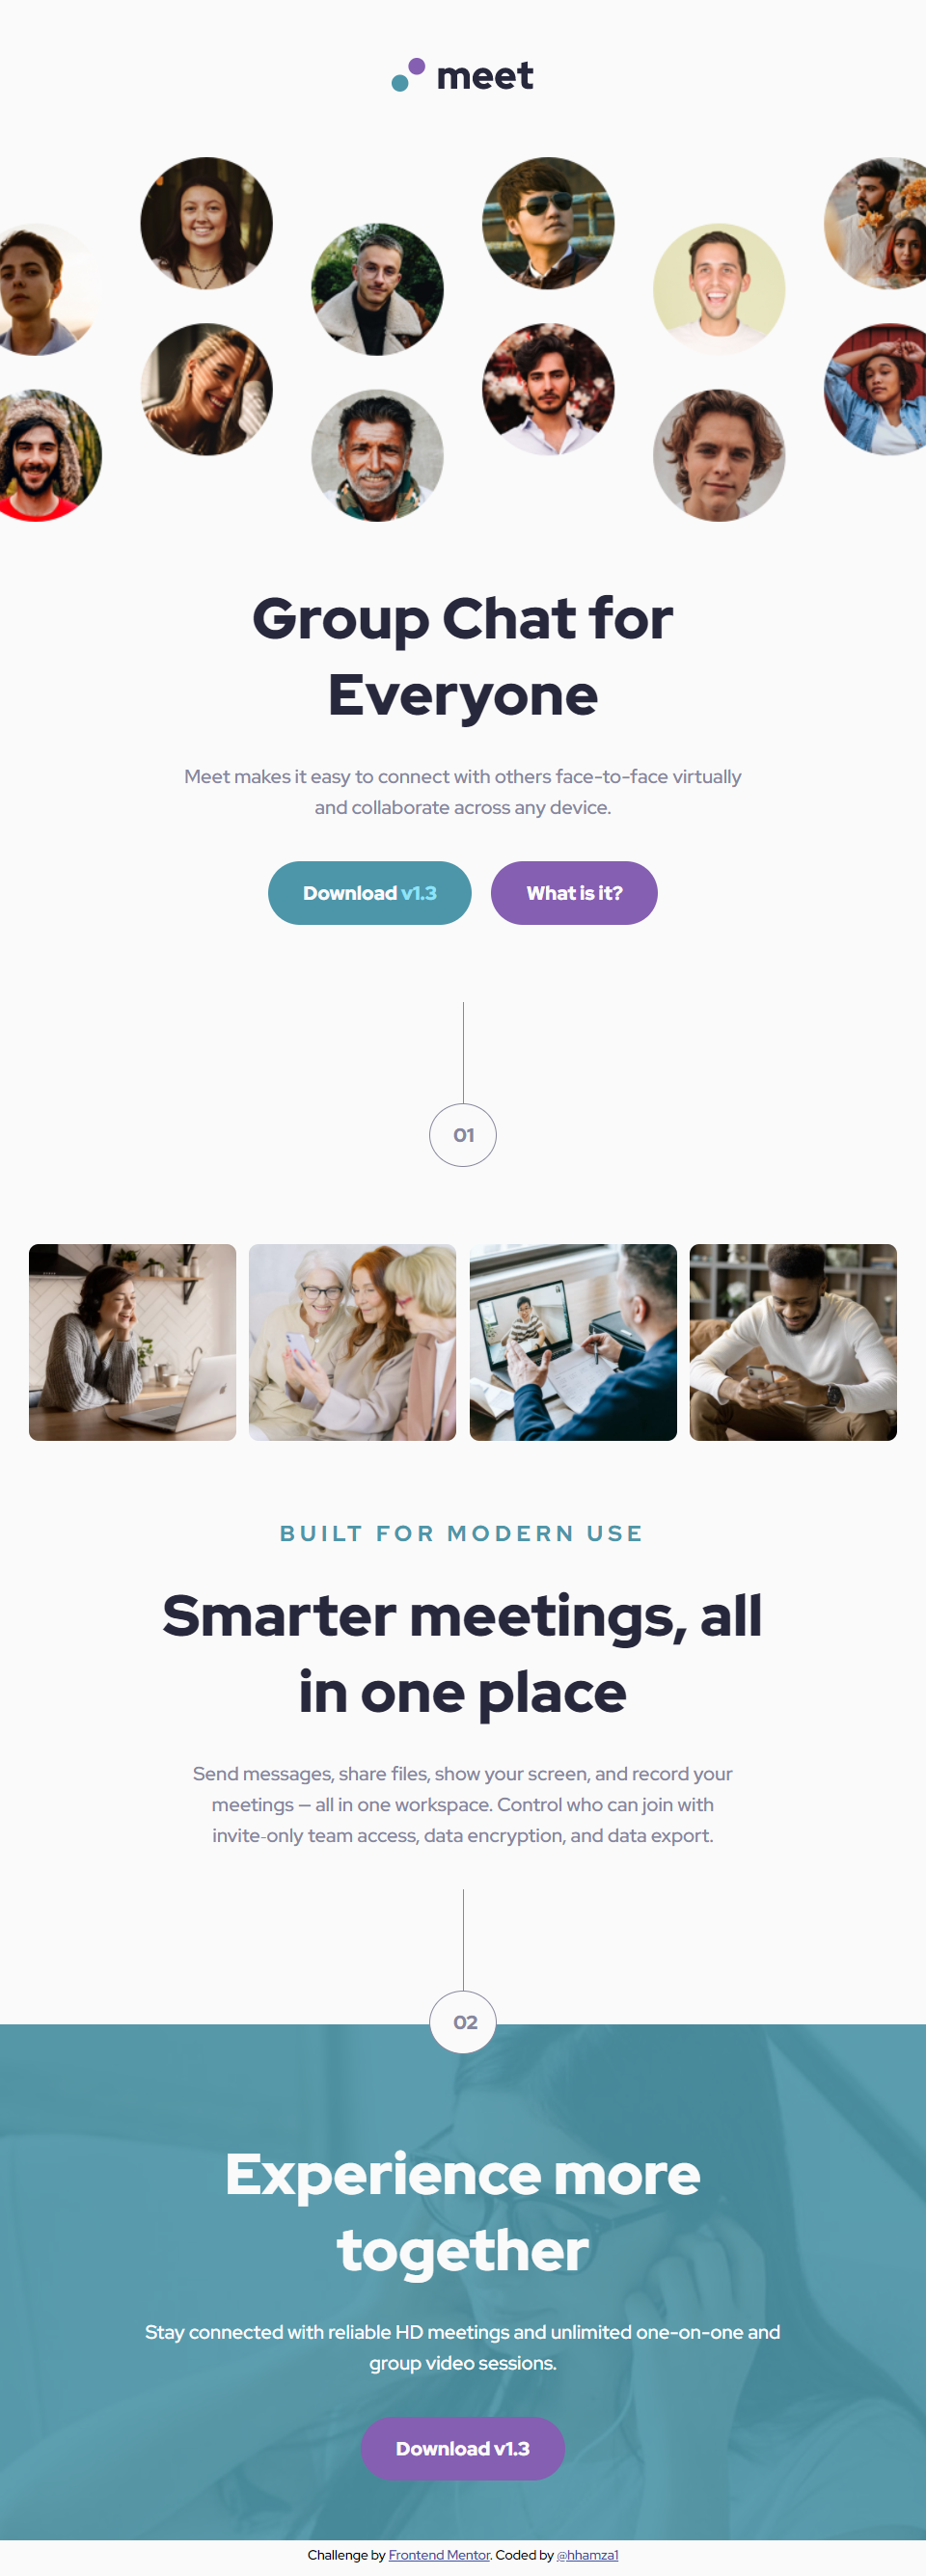 meet
Group Chat for
Everyone
Meet makes it easy to connect with others face-to-face virtually
and collaborate across any device.
Download v1.3
What is it?
01
BUILT FOR MODERN USE
Smarter meetings, all
in one place
Send messages, share files, show your screen, and record your
meetings — all in one workspace. Control who can join with
invite-only team access, data encryption, and data export.
02
Experience more
together
Stay connected with reliable HD meetings and unlimited one-on-one and
group video sessions.
Download v1.3
Challenge by Frontend Mentor. Coded by @hhamza1